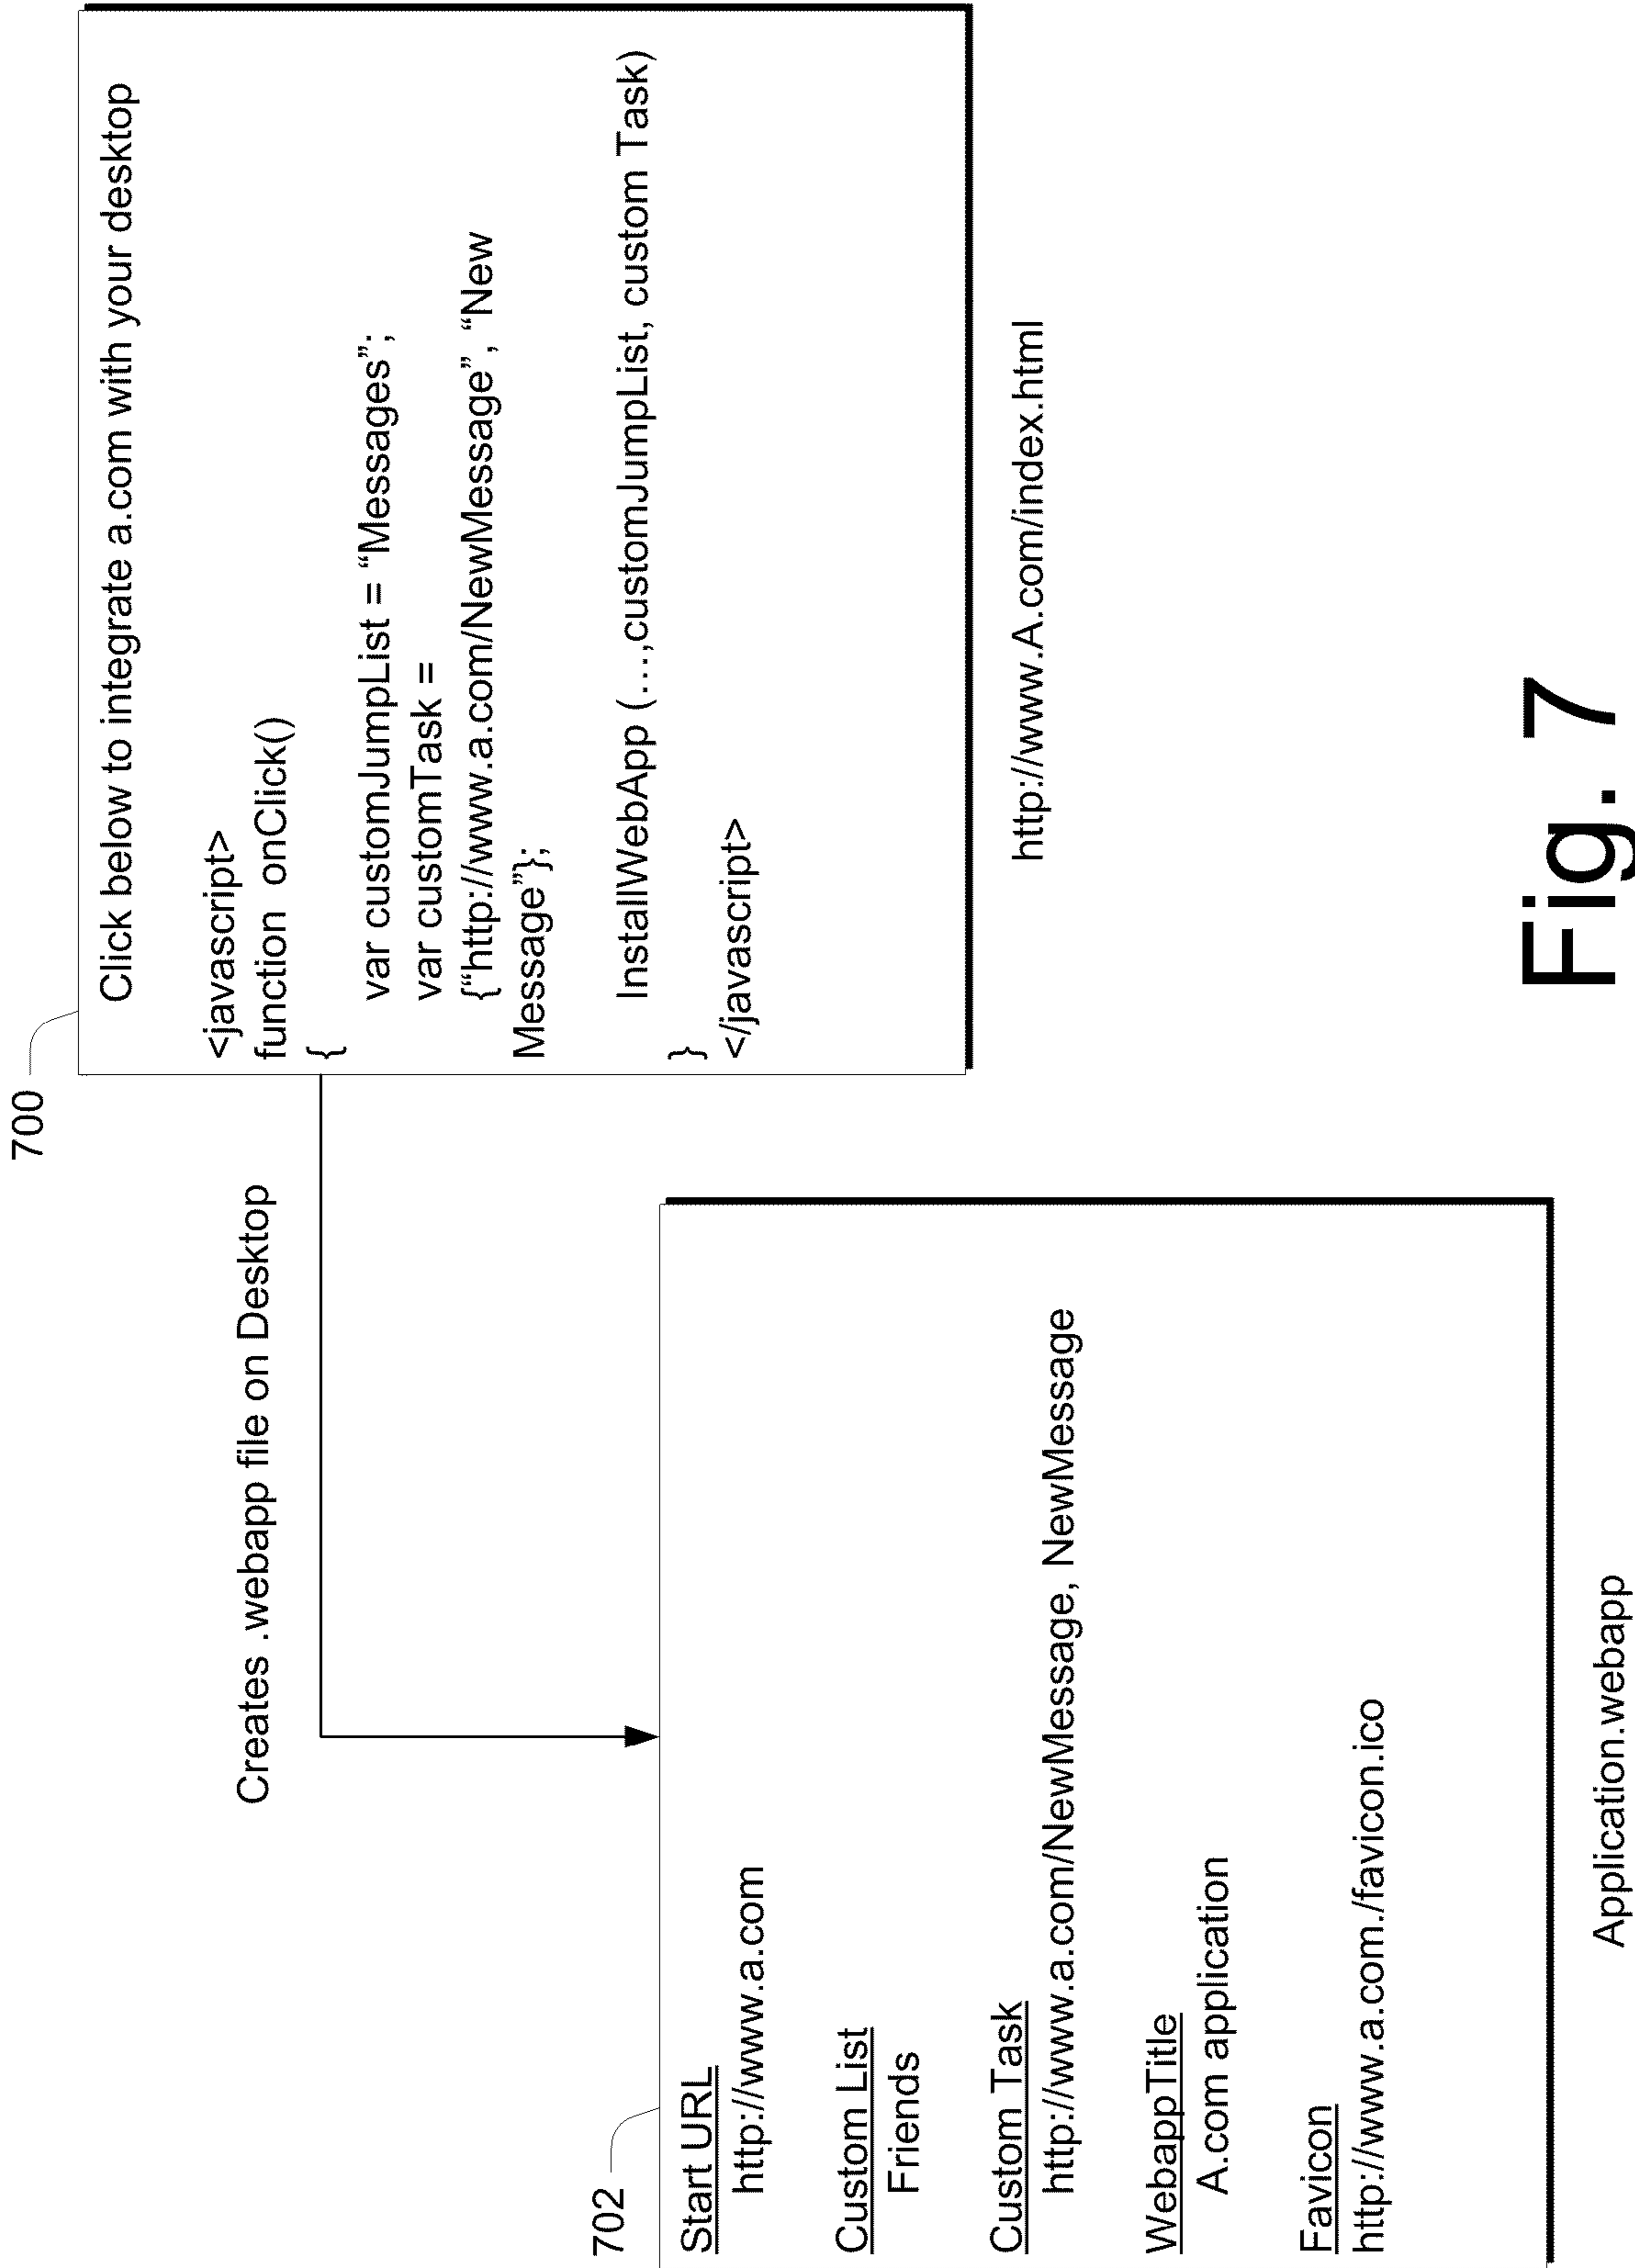 700
Click below to integrate a.com with your desktop
<javascript>
function onClick()
{
var customJumpList = “Messages”;
var customTask =
{“http://www.a.com/NewMessage”, “New
Message”};
InstallWebApp (…,customJumpList, custom Task)
}
</javascript>
http://www.A.com/index.html
Creates .webapp file on Desktop
702
Start URL
http://www.a.com
Custom List
Friends
Custom Task
http://www.a.com/NewMessage, NewMessage
WebappTitle
A.com application
Favicon
http://www.a.com./favicon.ico
Application.webapp
Fig. 7